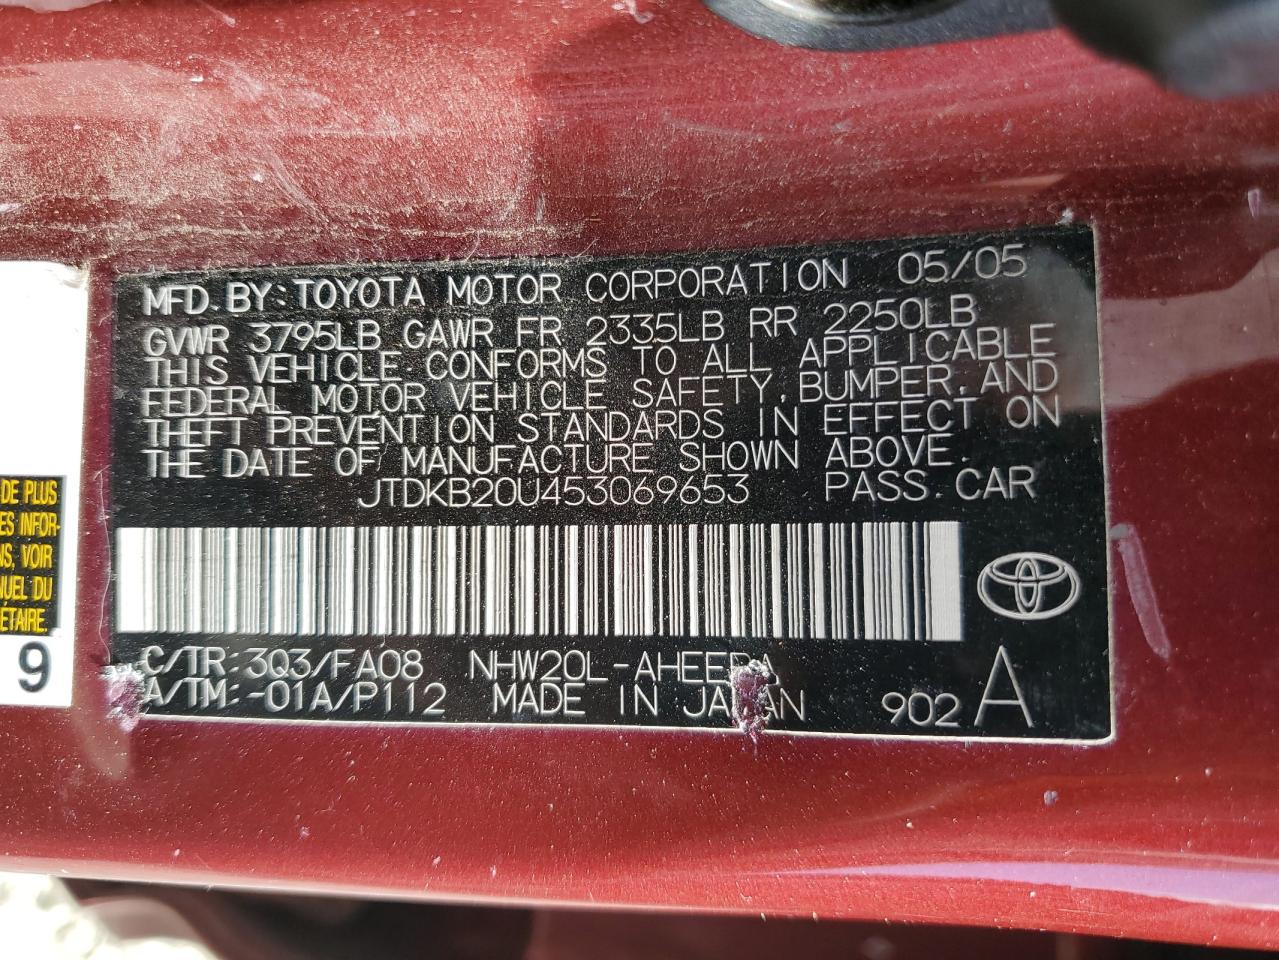 MFD. BY: TOYOTA MOTOR CORPORATION 05/05
GVWR 3795LB GAWR FR 2335LB RR 2250LB
THIS VEHICLE CONFORMS TO ALL APPLICABLE
FEDERAL MOTOR VEHICLE SAFETY, BUMPER, AND
THEFT PREVENTION STANDARDS IN EFFECT ON
THE DATE OF MANUFACTURE SHOWN ABOVE.
JTDKB20U453069653 PASS. CAR
C/TR: 3Q3/FA08 NHW20L-AHEEBA
A/TM: -01A/P112 MADE IN JAPAN 902 A
DE PLUS
ES INFOR-
NS, VOIR
NUEL DU
ÉTAIRE.
9